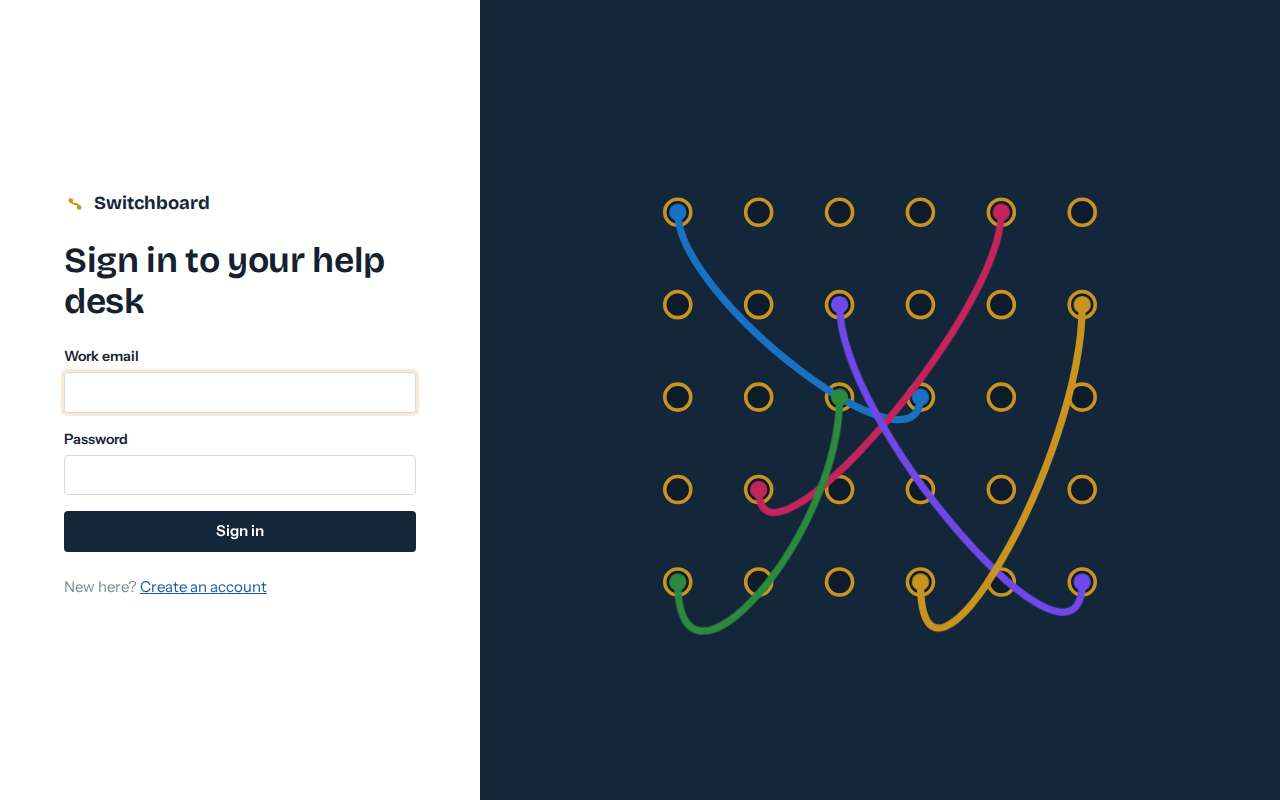 Switchboard
Sign in to your help
desk
Work email
Password
Sign in
New here? Create an account